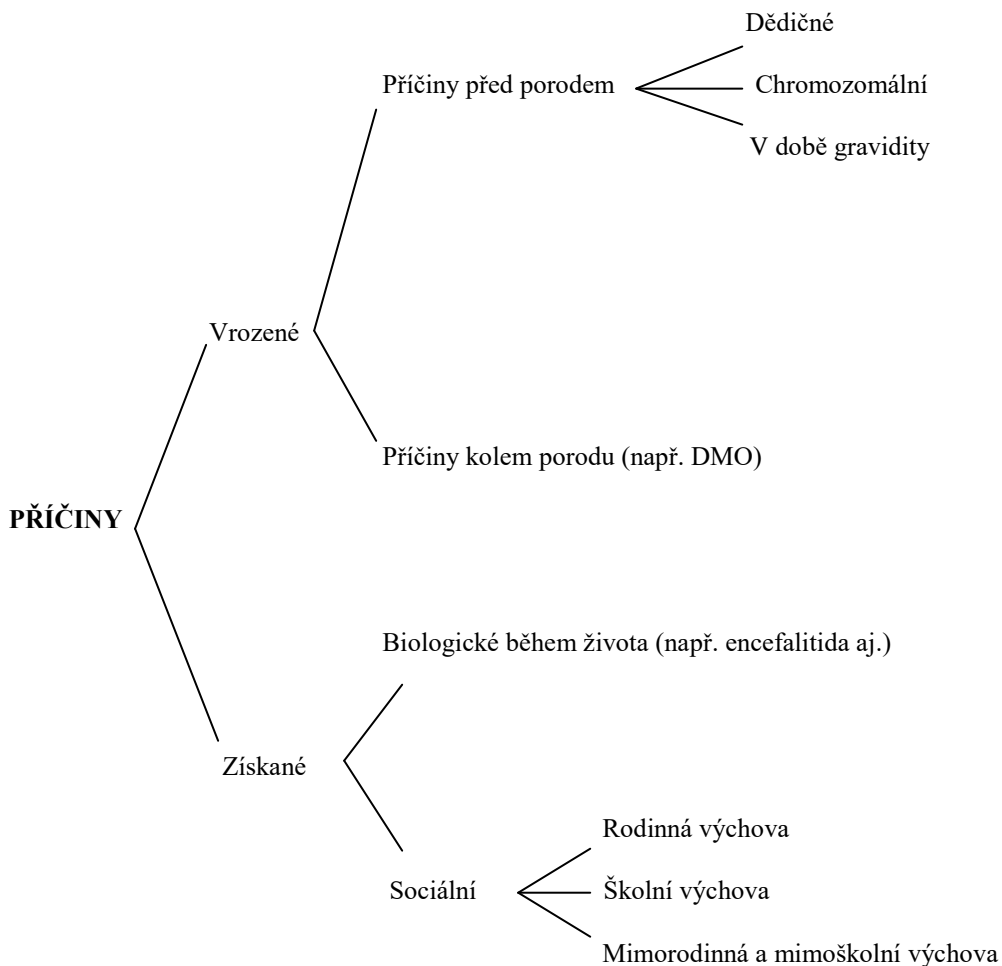 Dědičné
Příčiny před porodem
Chromozomální
V době gravidity
Vrozené
Příčiny kolem porodu (např. DMO)
PŘÍČINY
Biologické během života (např. encefalitida aj.)
Získané
Rodinná výchova
Sociální
Školní výchova
Mimorodinná a mimoškolní výchova